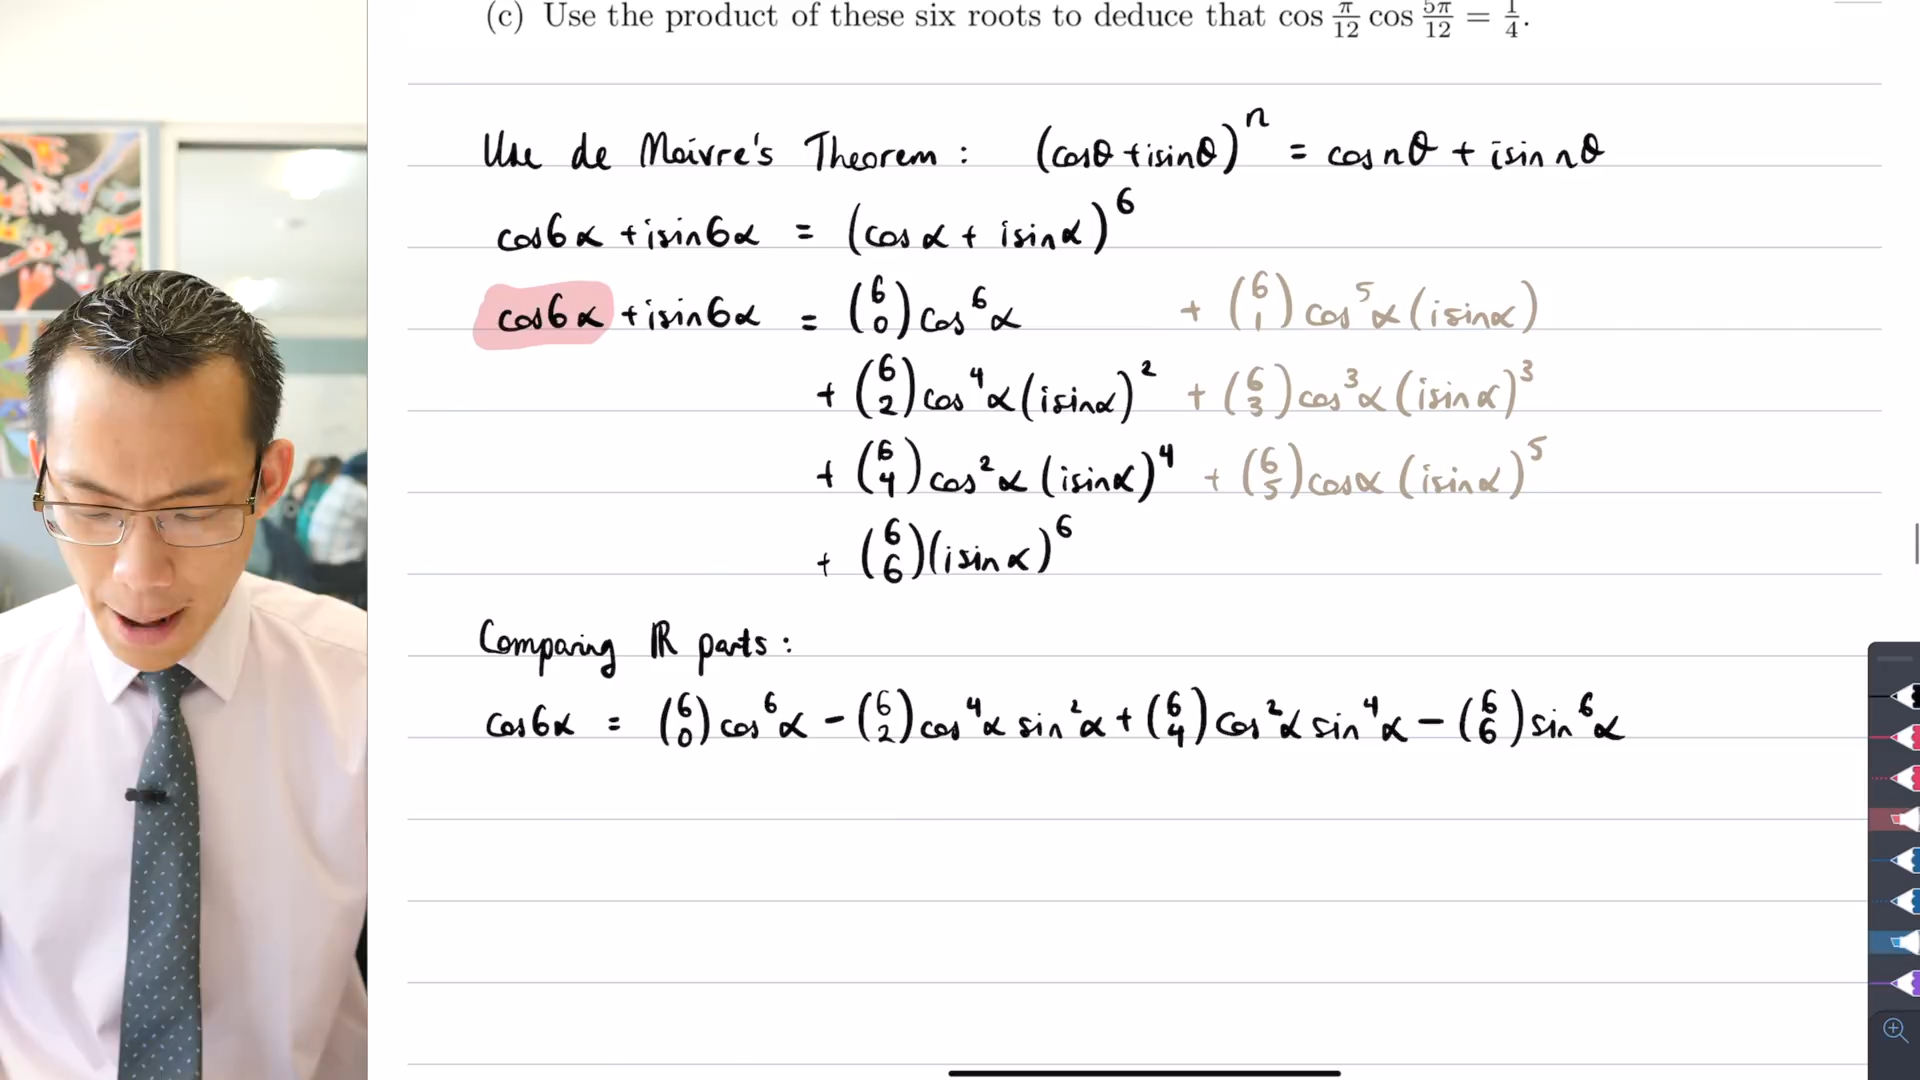 (c) Use the product of these six roots to deduce that cos π/12 cos 5π/12 = 1/4.
Use de Moivre's Theorem : (cosθ + isinθ)^n = cos nθ + isin nθ
cos6α + isin6α = (cos α + isinα)^6
cos6α + isin6α = (6 0) cos^6 α + (6 1) cos^5 α (isinα)
+ (6 2) cos^4 α (isinα)^2 + (6 3) cos^3 α (isinα)^3
+ (6 4) cos^2 α (isinα)^4 + (6 5) cosα (isinα)^5
+ (6 6) (isinα)^6
Comparing ℝ parts :
cos6α = (6 0) cos^6 α − (6 2) cos^4 α sin^2 α + (6 4) cos^2 α sin^4 α − (6 6) sin^6 α